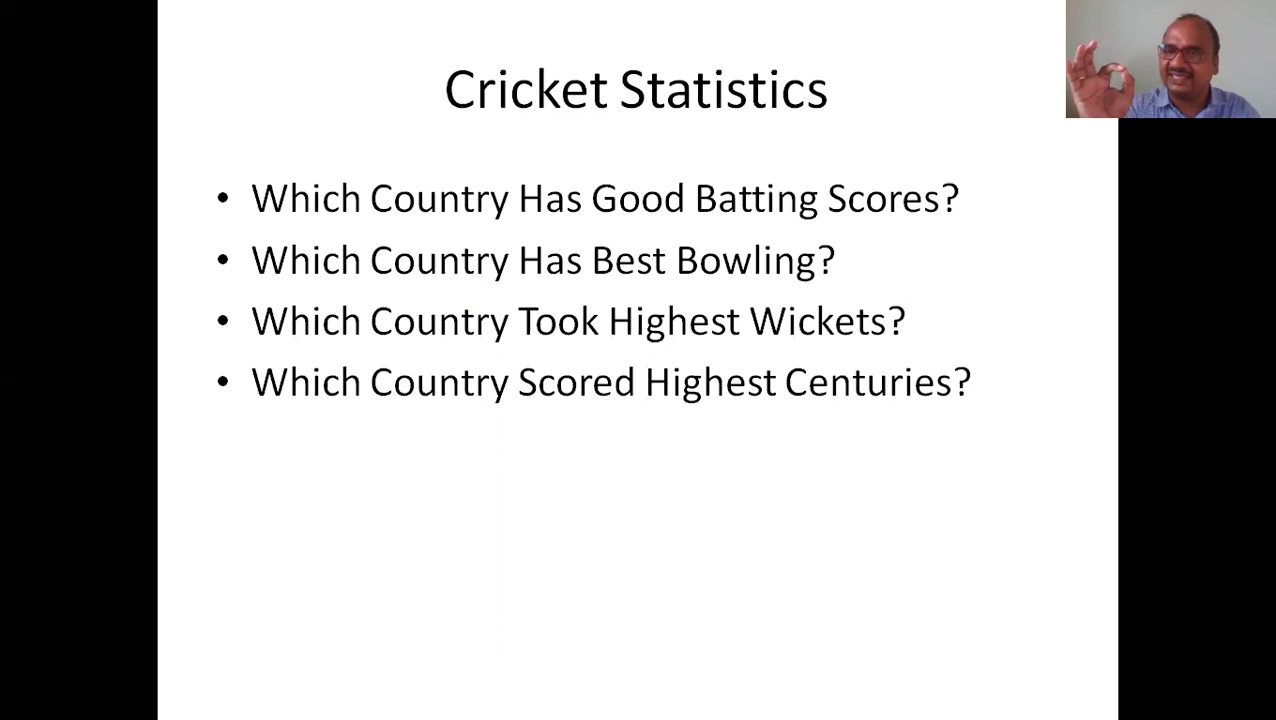 Cricket Statistics
• Which Country Has Good Batting Scores?
• Which Country Has Best Bowling?
• Which Country Took Highest Wickets?
• Which Country Scored Highest Centuries?